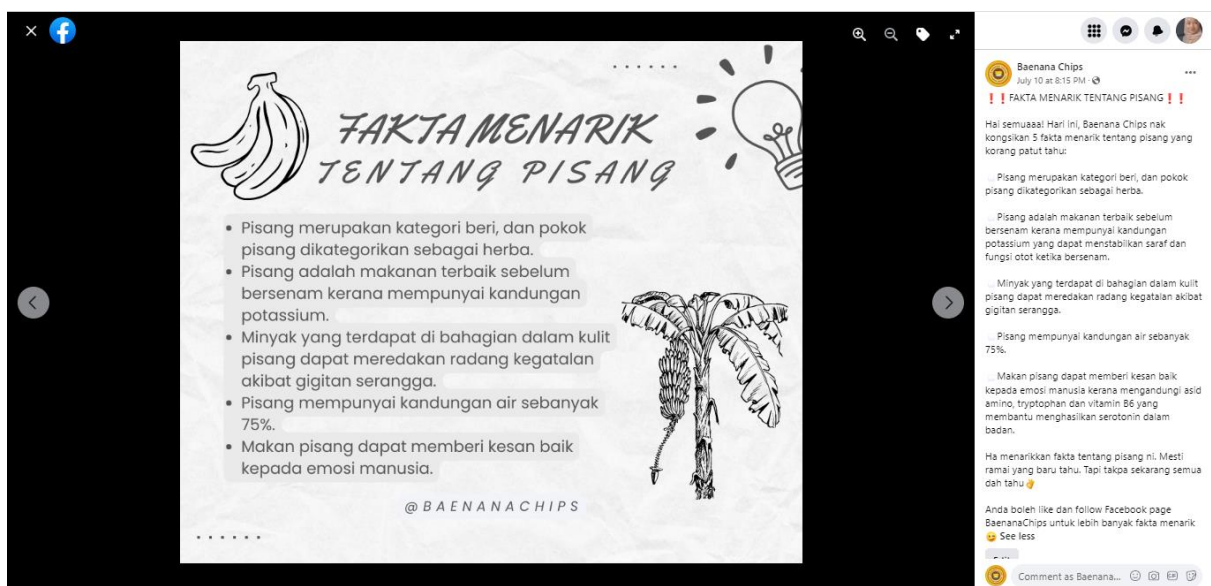 FAKTA MENARIK
TENTANG PISANG
• Pisang merupakan kategori beri, dan pokok
pisang dikategorikan sebagai herba.
• Pisang adalah makanan terbaik sebelum
bersenam kerana mempunyai kandungan
potassium.
• Minyak yang terdapat di bahagian dalam kulit
pisang dapat meredakan radang kegatalan
akibat gigitan serangga.
• Pisang mempunyai kandungan air sebanyak
75%.
• Makan pisang dapat memberi kesan baik
kepada emosi manusia.
@BAENANACHIPS
Baenana Chips
July 10 at 8:15 PM ·
❗❗FAKTA MENARIK TENTANG PISANG❗❗
Hai semuaaa! Hari ini, Baenana Chips nak
kongsikan 5 fakta menarik tentang pisang yang
korang patut tahu:
Pisang merupakan kategori beri, dan pokok
pisang dikategorikan sebagai herba.
Pisang adalah makanan terbaik sebelum
bersenam kerana mempunyai kandungan
potassium yang dapat menstabilkan saraf dan
fungsi otot ketika bersenam.
Minyak yang terdapat di bahagian dalam kulit
pisang dapat meredakan radang kegatalan akibat
gigitan serangga.
Pisang mempunyai kandungan air sebanyak
75%.
Makan pisang dapat memberi kesan baik
kepada emosi manusia kerana mengandungi asid
amino, tryptophan dan vitamin B6 yang
membantu menghasilkan serotonin dalam
badan.
Ha menarikkan fakta tentang pisang ni. Mesti
ramai yang baru tahu. Tapi takpa sekarang semua
dah tahu
Anda boleh like dan follow Facebook page
BaenanaChips untuk lebih banyak fakta menarik
See less
Comment as Baenana...